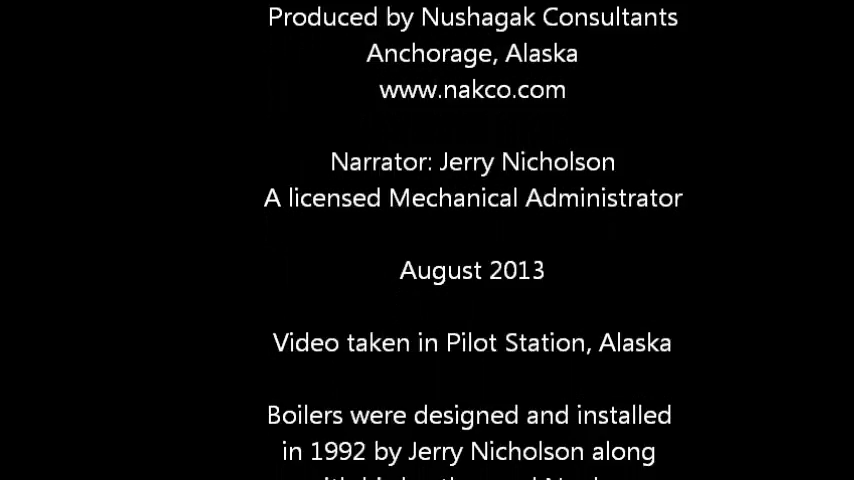 Produced by Nushagak Consultants
Anchorage, Alaska
www.nakco.com
Narrator: Jerry Nicholson
A licensed Mechanical Administrator
August 2013
Video taken in Pilot Station, Alaska
Boilers were designed and installed
in 1992 by Jerry Nicholson along